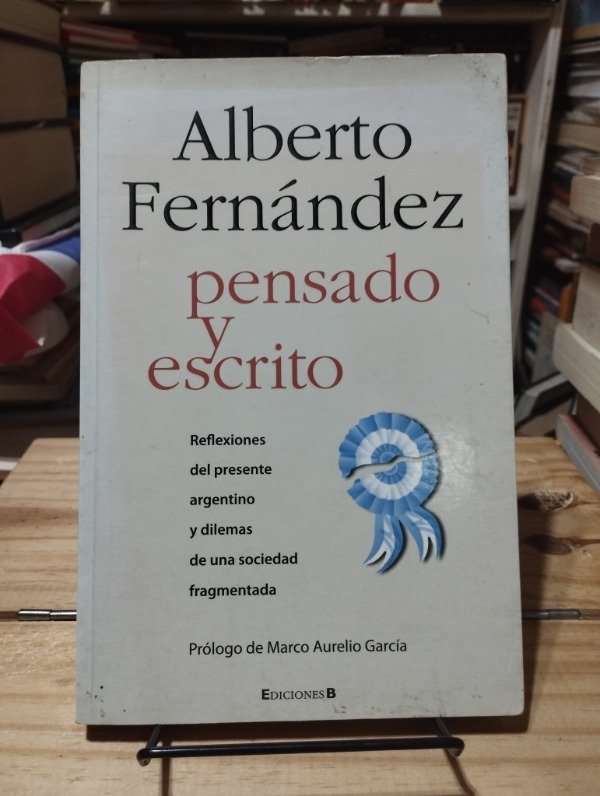 Alberto
Fernández
pensado
y
escrito
Reflexiones
del presente
argentino
y dilemas
de una sociedad
fragmentada
Prólogo de Marco Aurelio García
EDICIONES B